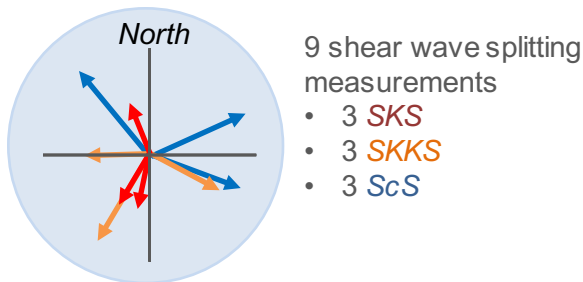 North
9 shear wave splitting
measurements
• 3 SKS
• 3 SKKS
• 3 ScS